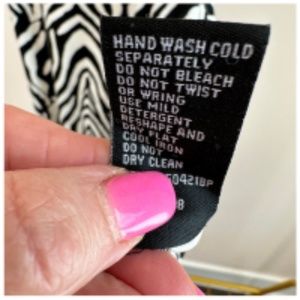 HAND WASH COLD
SEPARATELY
DO NOT BLEACH
DO NOT TWIST
OR WRING
USE MILD
DETERGENT
RESHAPE AND
DRY FLAT
COOL IRON
DO NOT
DRY CLEAN